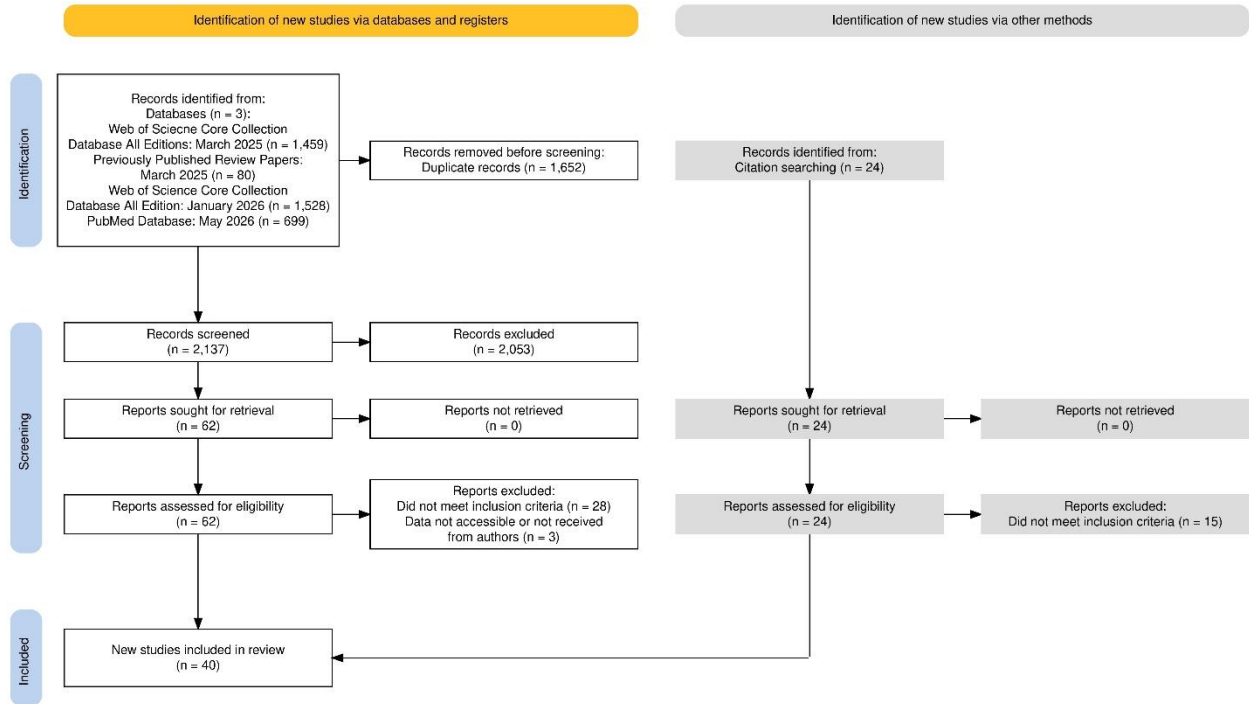 Identification of new studies via databases and registers
Identification of new studies via other methods
Identification
Records identified from:
Databases (n = 3):
Web of Sciecne Core Collection
Database All Editions: March 2025 (n = 1,459)
Previously Published Review Papers:
March 2025 (n = 80)
Web of Science Core Collection
Database All Edition: January 2026 (n = 1,528)
PubMed Database: May 2026 (n = 699)
Records removed before screening:
Duplicate records (n = 1,652)
Records identified from:
Citation searching (n = 24)
Screening
Records screened
(n = 2,137)
Records excluded
(n = 2,053)
Reports sought for retrieval
(n = 62)
Reports not retrieved
(n = 0)
Reports sought for retrieval
(n = 24)
Reports not retrieved
(n = 0)
Reports assessed for eligibility
(n = 62)
Reports excluded:
Did not meet inclusion criteria (n = 28)
Data not accessible or not received
from authors (n = 3)
Reports assessed for eligibility
(n = 24)
Reports excluded:
Did not meet inclusion criteria (n = 15)
Included
New studies included in review
(n = 40)